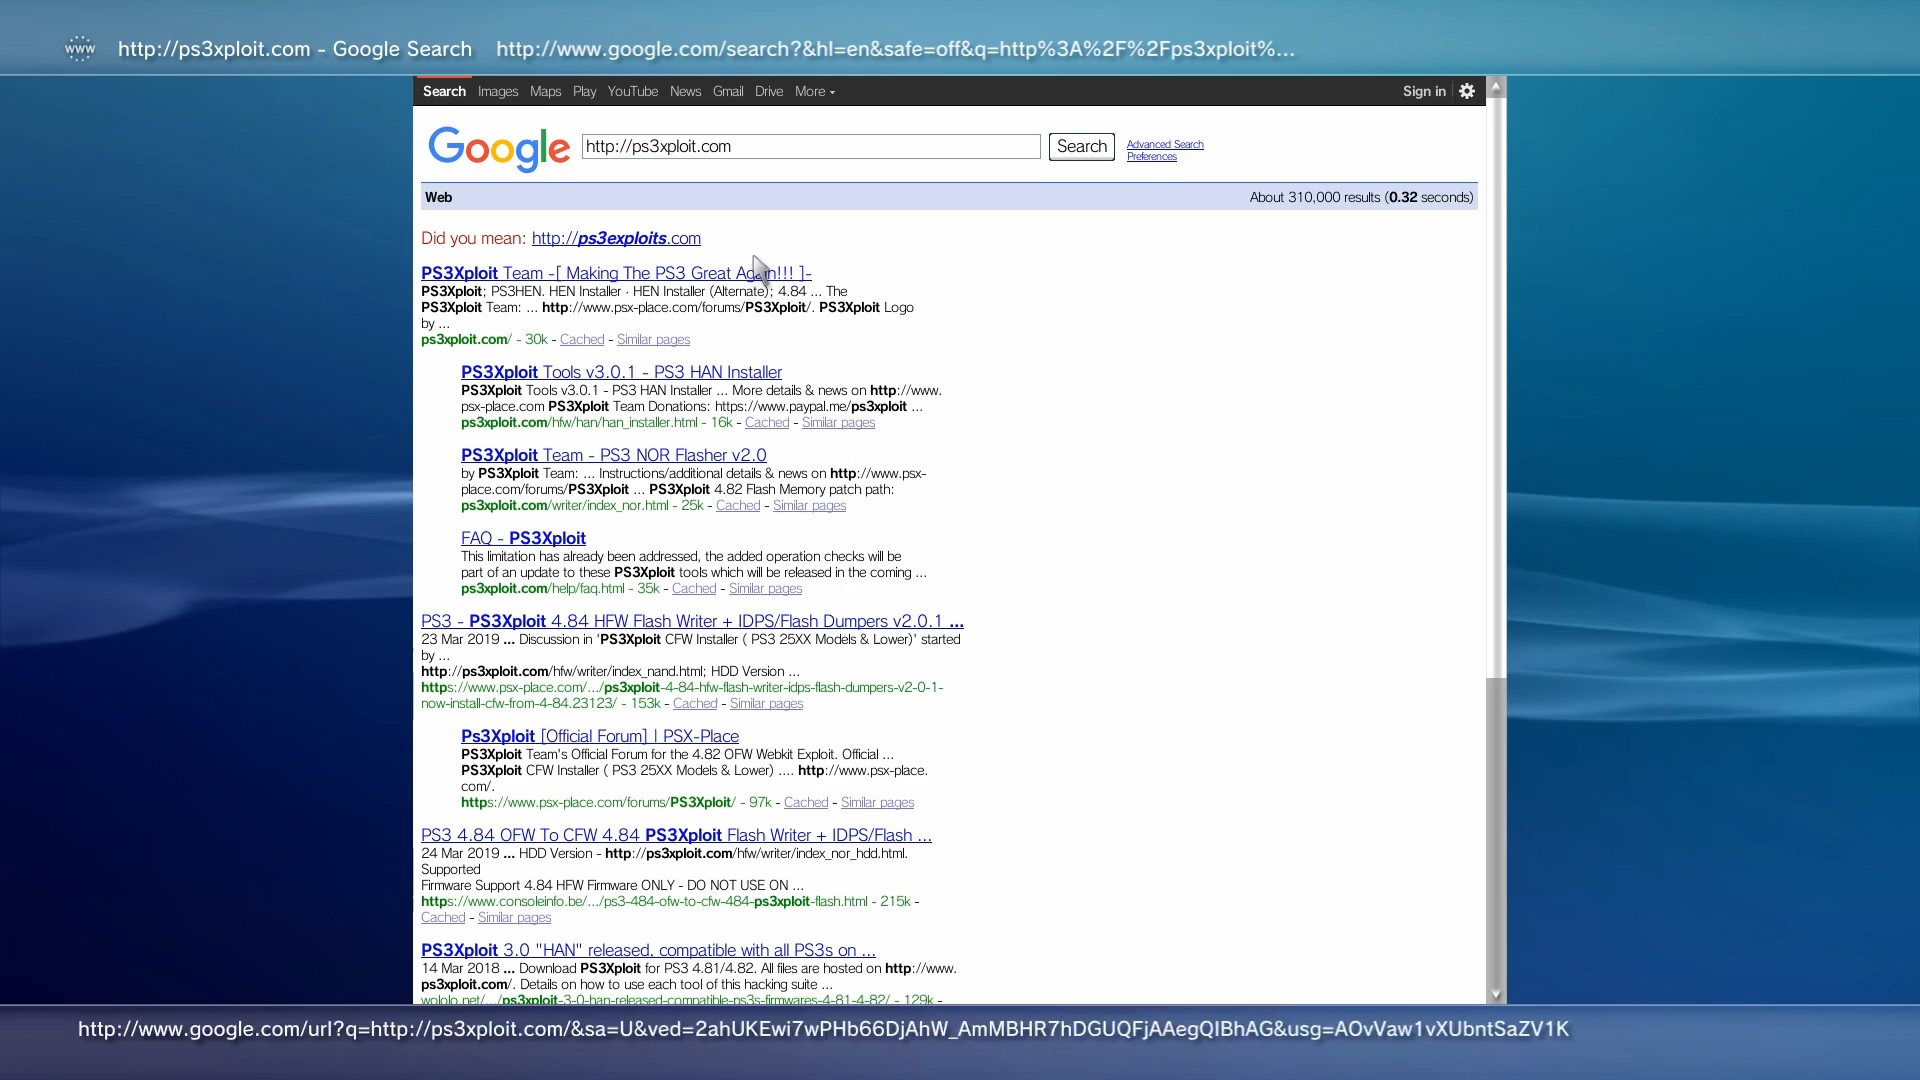 www http://ps3xploit.com - Google Search http://www.google.com/search?&hl=en&safe=off&q=http%3A%2F%2Fps3xploit%...
Search Images Maps Play YouTube News Gmail Drive More Sign in
Google http://ps3xploit.com Search Advanced Search
Preferences
Web About 310,000 results (0.32 seconds)
Did you mean: http://ps3exploits.com
PS3Xploit Team -[ Making The PS3 Great Again!!! ]-
PS3Xploit; PS3HEN. HEN Installer · HEN Installer (Alternate); 4.84 ... The
PS3Xploit Team: ... http://www.psx-place.com/forums/PS3Xploit/. PS3Xploit Logo
by ...
ps3xploit.com/ - 30k - Cached - Similar pages
PS3Xploit Tools v3.0.1 - PS3 HAN Installer
PS3Xploit Tools v3.0.1 - PS3 HAN Installer ... More details & news on http://www.
psx-place.com PS3Xploit Team Donations: https://www.paypal.me/ps3xploit ...
ps3xploit.com/hfw/han/han_installer.html - 16k - Cached - Similar pages
PS3Xploit Team - PS3 NOR Flasher v2.0
by PS3Xploit Team: ... Instructions/additional details & news on http://www.psx-
place.com/forums/PS3Xploit ... PS3Xploit 4.82 Flash Memory patch path:
ps3xploit.com/writer/index_nor.html - 25k - Cached - Similar pages
FAQ - PS3Xploit
This limitation has already been addressed, the added operation checks will be
part of an update to these PS3Xploit tools which will be released in the coming ...
ps3xploit.com/help/faq.html - 35k - Cached - Similar pages
PS3 - PS3Xploit 4.84 HFW Flash Writer + IDPS/Flash Dumpers v2.0.1 ...
23 Mar 2019 ... Discussion in 'PS3Xploit CFW Installer ( PS3 25XX Models & Lower)' started
by ...
http://ps3xploit.com/hfw/writer/index_nand.html; HDD Version ...
https://www.psx-place.com/.../ps3xploit-4-84-hfw-flash-writer-idps-flash-dumpers-v2-0-1-
now-install-cfw-from-4-84.23123/ - 153k - Cached - Similar pages
Ps3Xploit [Official Forum] | PSX-Place
PS3Xploit Team's Official Forum for the 4.82 OFW Webkit Exploit. Official ...
PS3Xploit CFW Installer ( PS3 25XX Models & Lower) .... http://www.psx-place.
com/.
https://www.psx-place.com/forums/PS3Xploit/ - 97k - Cached - Similar pages
PS3 4.84 OFW To CFW 4.84 PS3Xploit Flash Writer + IDPS/Flash ...
24 Mar 2019 ... HDD Version - http://ps3xploit.com/hfw/writer/index_nor_hdd.html.
Supported
Firmware Support 4.84 HFW Firmware ONLY - DO NOT USE ON ...
https://www.consoleinfo.be/.../ps3-484-ofw-to-cfw-484-ps3xploit-flash.html - 215k -
Cached - Similar pages
PS3Xploit 3.0 "HAN" released, compatible with all PS3s on ...
14 Mar 2018 ... Download PS3Xploit for PS3 4.81/4.82. All files are hosted on http://www.
ps3xploit.com/. Details on how to use each tool of this hacking suite ...
wololo.net/.../ps3xploit-3-0-han-released-compatible-ps3s-firmwares-4-81-4-82/ - 129k -
http://www.google.com/url?q=http://ps3xploit.com/&sa=U&ved=2ahUKEwi7wPHb66DjAhW_AmMBHR7hDGUQFjAAegQIBhAG&usg=AOvVaw1vXUbntSaZV1K